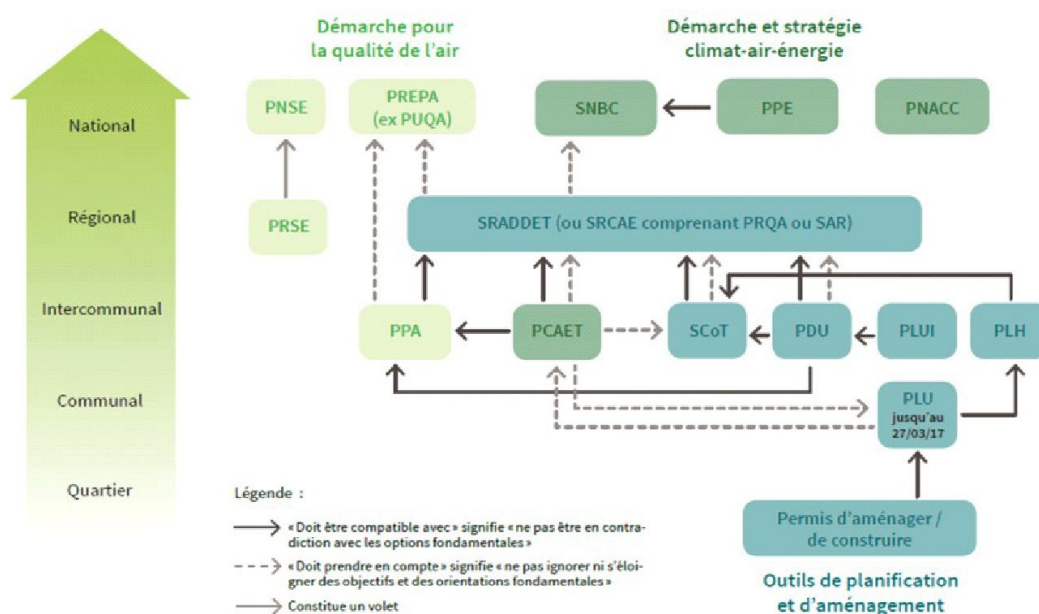 Démarche pour
la qualité de l'air
Démarche et stratégie
climat-air-énergie
National
PNSE
PREPA
(ex PUQA)
SNBC
PPE
PNACC
Régional
PRSE
SRADDET (ou SRCAE comprenant PRQA ou SAR)
Intercommunal
PPA
PCAET
SCoT
PDU
PLUI
PLH
Communal
PLU
jusqu'au
27/03/17
Quartier
Permis d'aménager /
de construire
Outils de planification
et d'aménagement
Légende :
« Doit être compatible avec » signifie « ne pas être en contra-
diction avec les options fondamentales »
« Doit prendre en compte » signifie « ne pas ignorer ni s'éloi-
gner des objectifs et des orientations fondamentales »
Constitue un volet